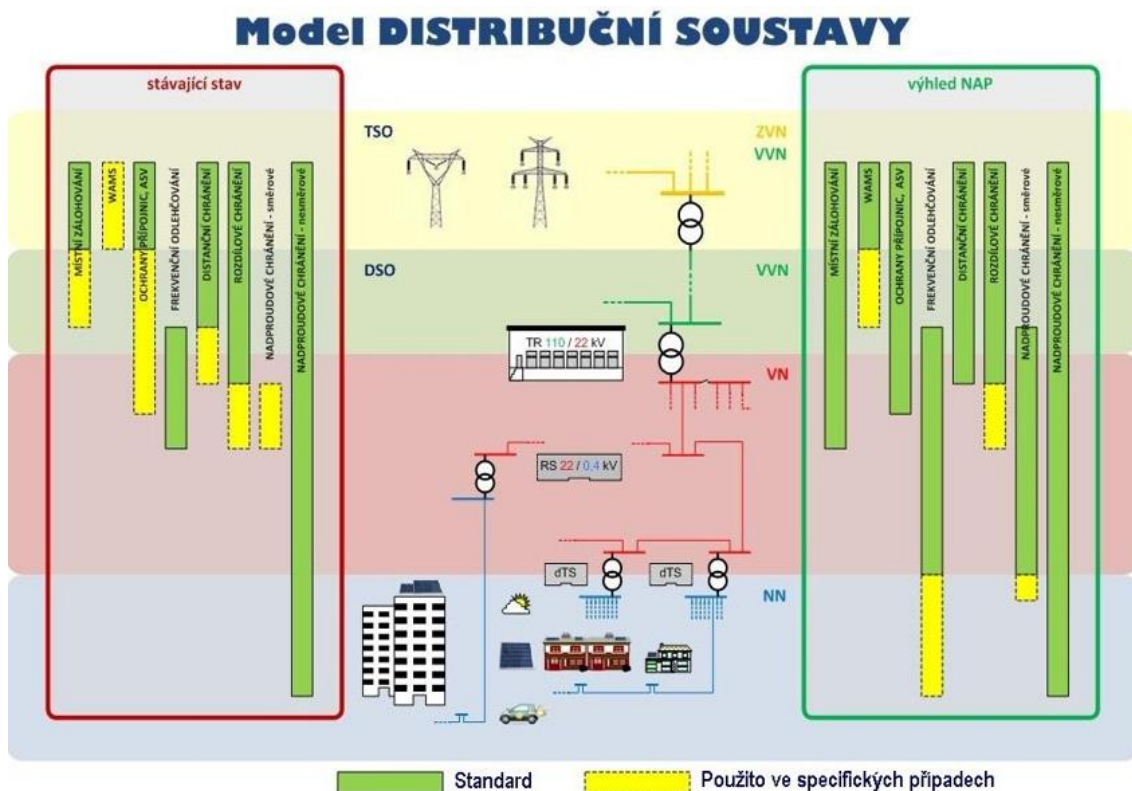 Model DISTRIBUČNÍ SOUSTAVY
stávající stav
MÍSTNÍ ZÁLOHOVÁNÍ
WAMS
OCHRANY PŘÍPOJNIC, ASV
FREKVENČNÍ ODLEHČOVÁNÍ
DISTANČNÍ CHRÁNĚNÍ
ROZDÍLOVÉ CHRÁNĚNÍ
NADPROUDOVÉ CHRÁNĚNÍ - směrové
NADPROUDOVÉ CHRÁNĚNÍ - nesměrové
TSO
ZVN
VVN
DSO
VVN
TR 110 / 22 kV
VN
RS 22 / 0,4 kV
dTS
dTS
NN
výhled NAP
MÍSTNÍ ZÁLOHOVÁNÍ
WAMS
OCHRANY PŘÍPOJNIC, ASV
FREKVENČNÍ ODLEHČOVÁNÍ
DISTANČNÍ CHRÁNĚNÍ
ROZDÍLOVÉ CHRÁNĚNÍ
NADPROUDOVÉ CHRÁNĚNÍ - směrové
NADPROUDOVÉ CHRÁNĚNÍ - nesměrové
Standard
Použito ve specifických případech